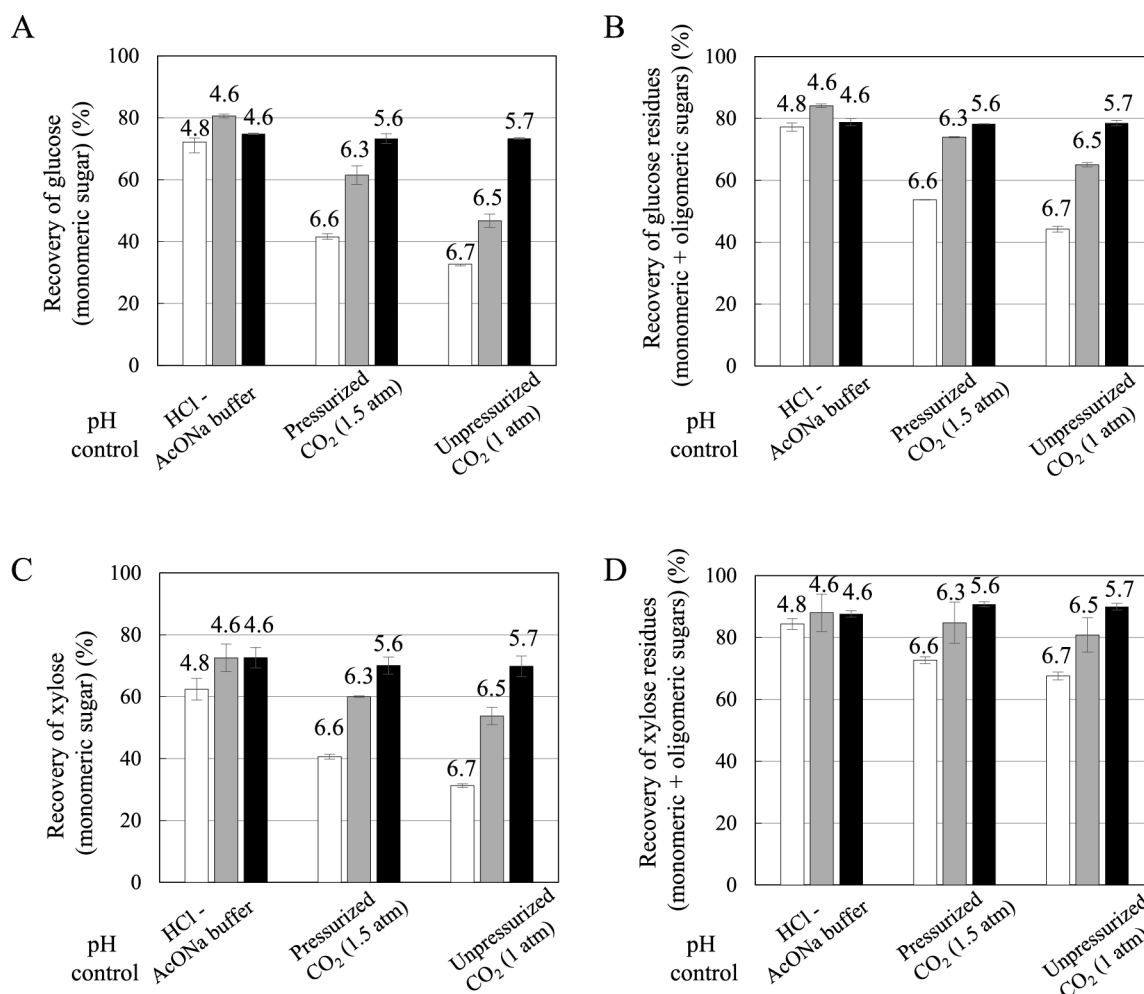 A
Recovery of glucose
(monomeric sugar) (%)
100
80
60
40
20
0
4.8
4.6
4.6
6.6
6.3
5.6
6.7
6.5
5.7
pH
control
HCl -
AcONa buffer
Pressurized
CO2 (1.5 atm)
Unpressurized
CO2 (1 atm)
B
Recovery of glucose residues
(monomeric + oligomeric sugars) (%)
100
80
60
40
20
0
4.8
4.6
4.6
6.6
6.3
5.6
6.7
6.5
5.7
pH
control
HCl -
AcONa buffer
Pressurized
CO2 (1.5 atm)
Unpressurized
CO2 (1 atm)
C
Recovery of xylose
(monomeric sugar) (%)
100
80
60
40
20
0
4.8
4.6
4.6
6.6
6.3
5.6
6.7
6.5
5.7
pH
control
HCl -
AcONa buffer
Pressurized
CO2 (1.5 atm)
Unpressurized
CO2 (1 atm)
D
Recovery of xylose residues
(monomeric + oligomeric sugars) (%)
100
80
60
40
20
0
4.8
4.6
4.6
6.6
6.3
5.6
6.7
6.5
5.7
pH
control
HCl -
AcONa buffer
Pressurized
CO2 (1.5 atm)
Unpressurized
CO2 (1 atm)